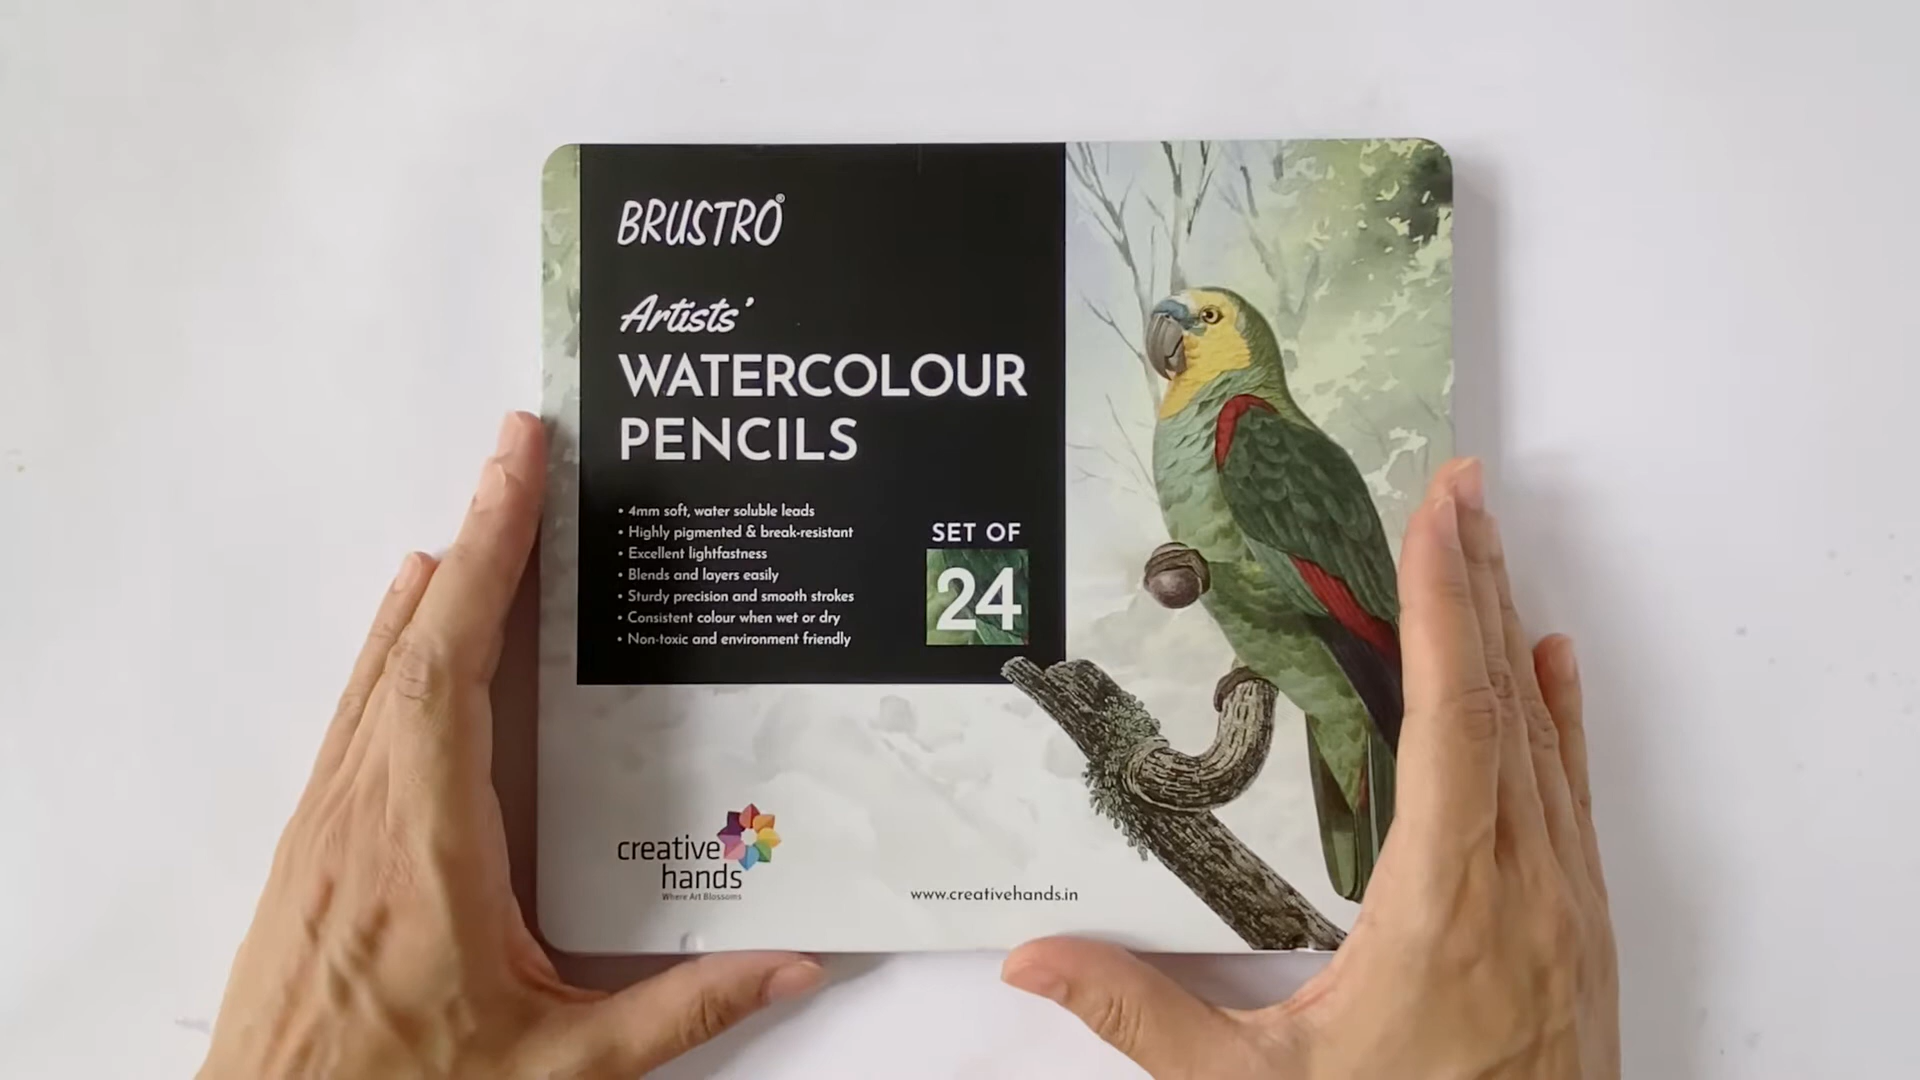 BRUSTRO®
Artists'
WATERCOLOUR
PENCILS
• 4mm soft, water soluble leads
• Highly pigmented & break-resistant
• Excellent lightfastness
• Blends and layers easily
• Sturdy precision and smooth strokes
• Consistent colour when wet or dry
• Non-toxic and environment friendly
SET OF
24
creative
hands
Where Art Blossoms
www.creativehands.in